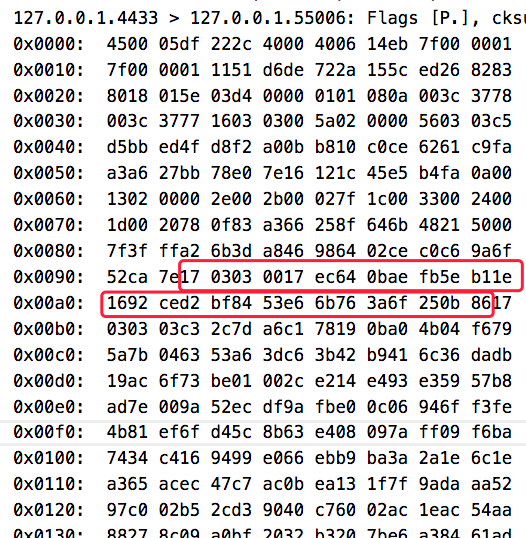 127.0.0.1.4433 > 127.0.0.1.55006: Flags [P.], cksu
0x0000: 4500 05df 222c 4000 4006 14eb 7f00 0001
0x0010: 7f00 0001 1151 d6de 722a 155c ed26 8283
0x0020: 8018 015e 03d4 0000 0101 080a 003c 3778
0x0030: 003c 3777 1603 0300 5a02 0000 5603 03c5
0x0040: d5bb ed4f d8f2 a00b b810 c0ce 6261 c9fa
0x0050: a3a6 27bb 78e0 7e16 121c 45e5 b4fa 0a00
0x0060: 1302 0000 2e00 2b00 027f 1c00 3300 2400
0x0070: 1d00 2078 0f83 a366 258f 646b 4821 5000
0x0080: 7f3f ffa2 6b3d a846 9864 02ce c0c6 9a6f
0x0090: 52ca 7e17 0303 0017 ec64 0bae fb5e b11e
0x00a0: 1692 ced2 bf84 53e6 6b76 3a6f 250b 8617
0x00b0: 0303 03c3 2c7d a6c1 7819 0ba0 4b04 f679
0x00c0: 5a7b 0463 53a6 3dc6 3b42 b941 6c36 dadb
0x00d0: 19ac 6f73 be01 002c e214 e493 e359 57b8
0x00e0: ad7e 009a 52ec df9a fbe0 0c06 946f f3fe
0x00f0: 4b81 ef6f d45c 8b63 e408 097a ff09 f6ba
0x0100: 7434 c416 9499 e066 ebb9 ba3a 2a1e 6c1e
0x0110: a365 acec 47c7 ac0b ea13 1f7f 9ada aa52
0x0120: 97c0 02b5 2cd3 9040 c760 02ac 1eac 54aa
0x0130: 8827 8c09 a0bf 2032 b320 7be6 a384 61ad